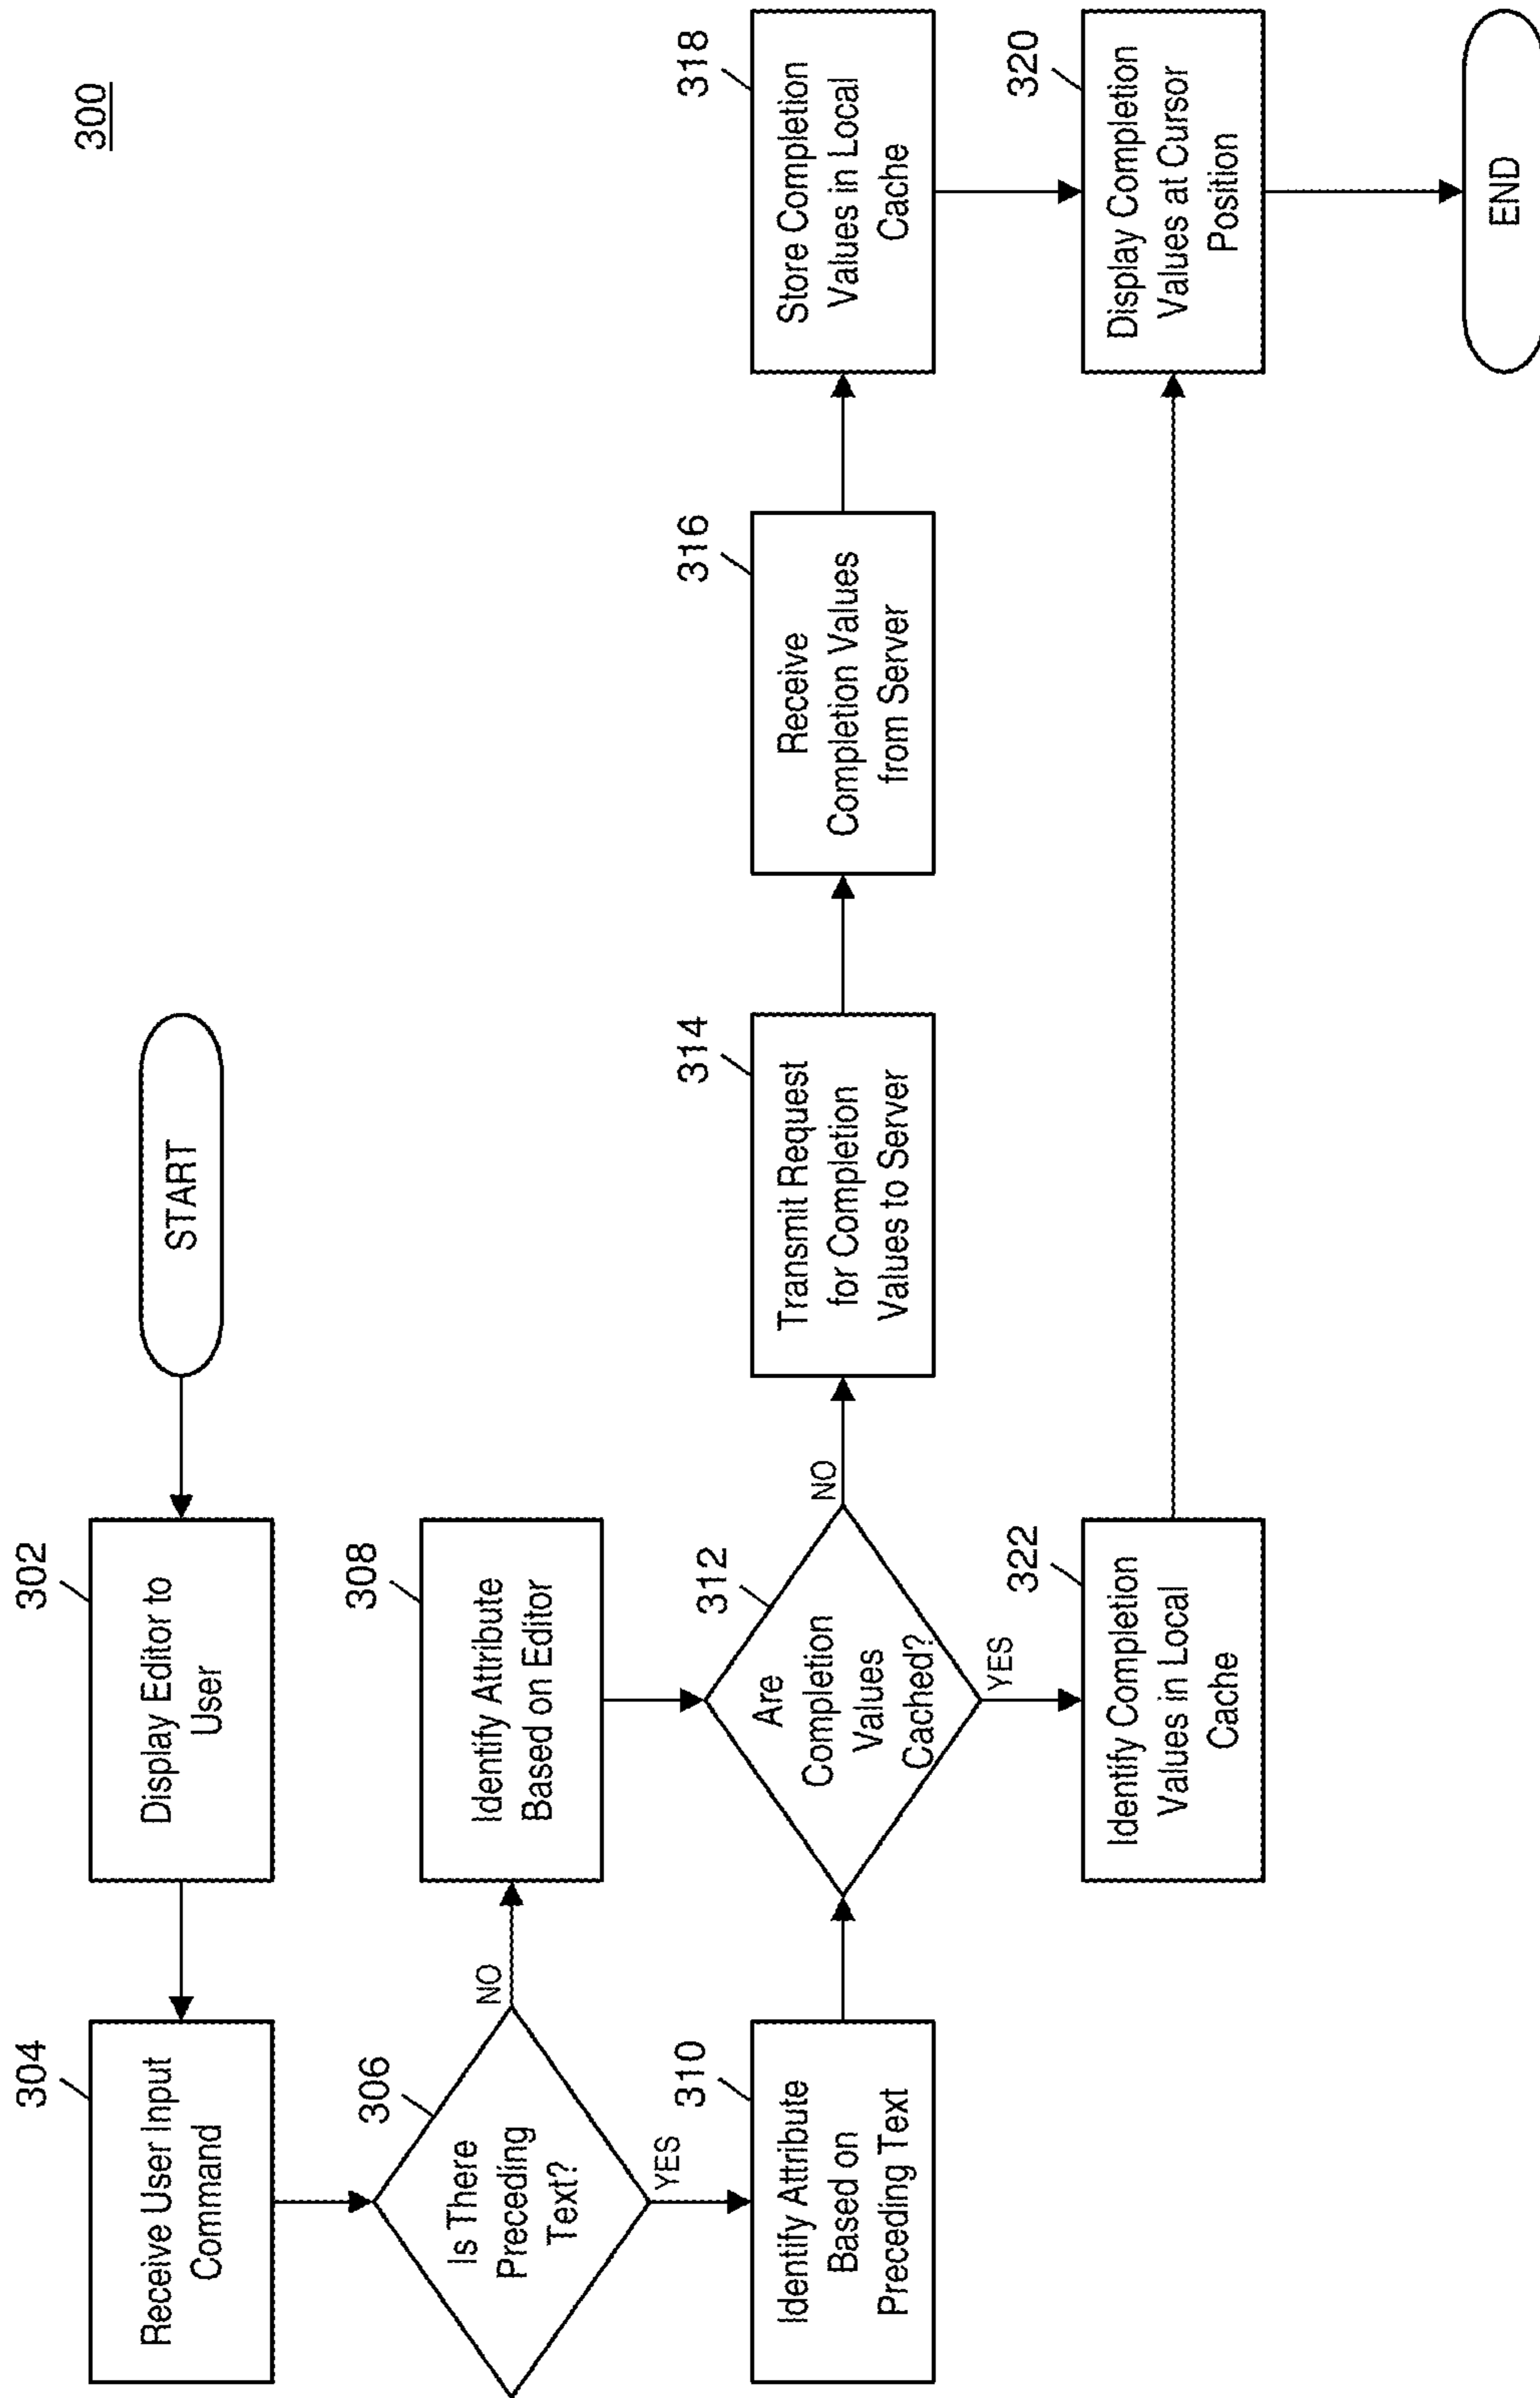 300
START
302
Display Editor to
User
304
Receive User Input
Command
306
Is There
Preceding
Text?
NO
YES
308
Identify Attribute
Based on Editor
310
Identify Attribute
Based on
Preceding Text
312
Are
Completion
Values
Cached?
NO
YES
314
Transmit Request
for Completion
Values to Server
316
Receive
Completion Values
from Server
318
Store Completion
Values in Local
Cache
322
Identify Completion
Values in Local
Cache
320
Display Completion
Values at Cursor
Position
END